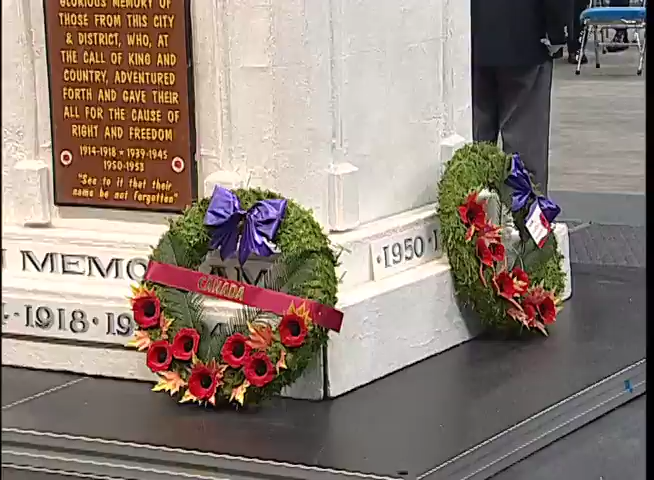 GLORIOUS MEMORY OF
THOSE FROM THIS CITY
& DISTRICT, WHO, AT
THE CALL OF KING AND
COUNTRY, ADVENTURED
FORTH AND GAVE THEIR
ALL FOR THE CAUSE OF
RIGHT AND FREEDOM
1914-1918 * 1939-1945
1950-1953
"See to it that their
name be not forgotten"
MEMO AM
1918 • 19
1950
CANADA